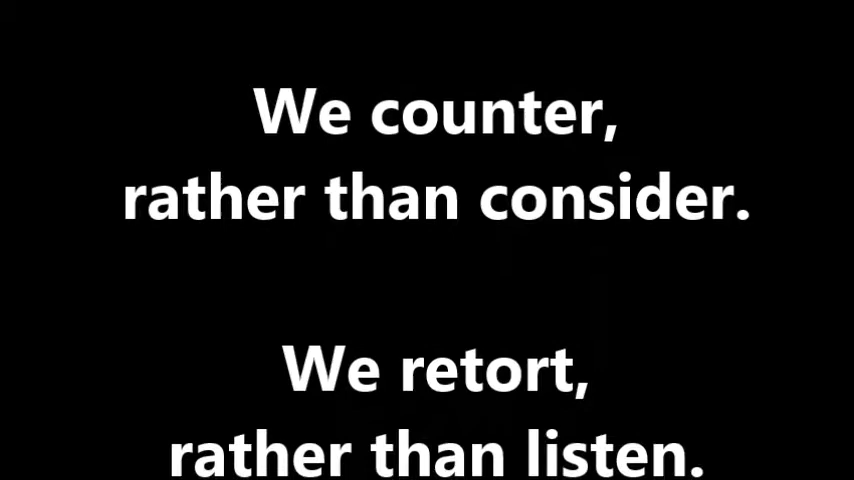 We counter,
rather than consider.
We retort,
rather than listen.